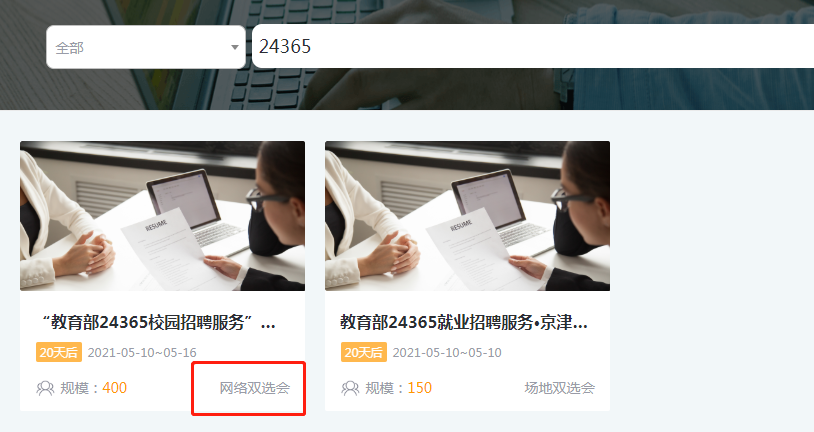 全部
24365
RESUME
RESUME
“教育部24365校园招聘服务”...
教育部24365就业招聘服务•京津...
20天后 2021-05-10~05-16
20天后 2021-05-10~05-10
规模：400 网络双选会
规模：150 场地双选会